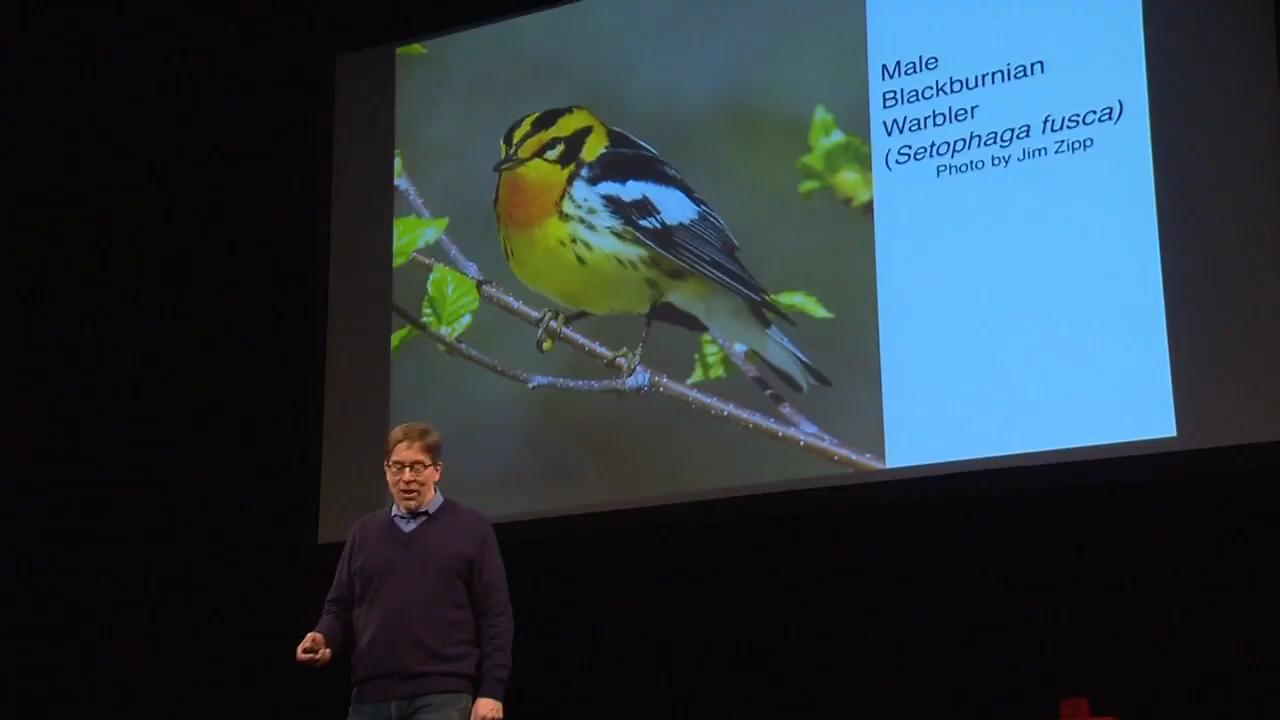 Male
Blackburnian
Warbler
(Setophaga fusca)
Photo by Jim Zipp